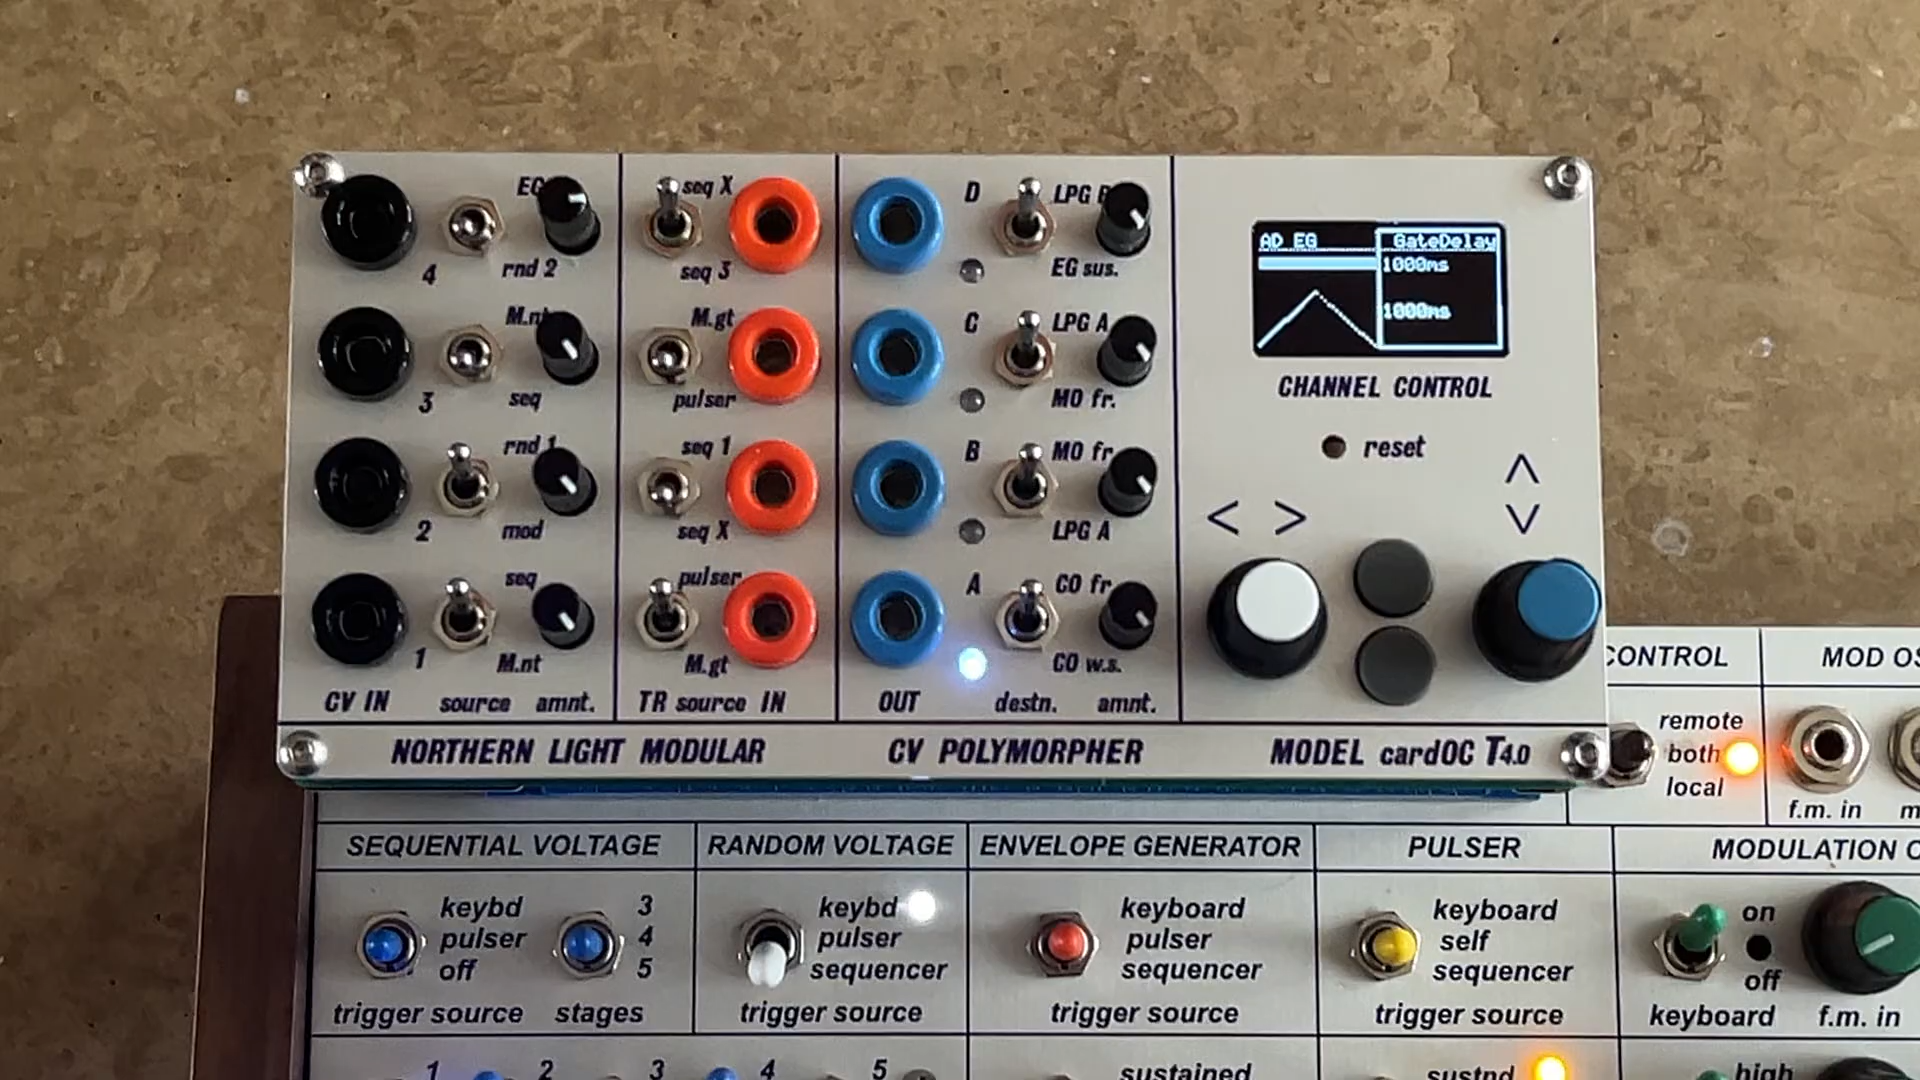 EG
seq X
D
LPG B
4
rnd 2
seq 3
EG sus.
AD EG
GateDelay
1000ms
1000ms
CHANNEL CONTROL
M.nt
M.gt
C
LPG A
3
seq
pulser
MO fr.
reset
rnd 1
seq 1
B
MO fr
2
mod
seq X
LPG A
< >
seq
pulser
A
CO fr
1
M.nt
M.gt
CO w.s.
CV IN
source
amnt.
TR source IN
OUT
destn.
amnt.
NORTHERN LIGHT MODULAR
CV POLYMORPHER
MODEL cardOC T4.0
CONTROL
MOD OS
remote
both
local
f.m. in
SEQUENTIAL VOLTAGE
RANDOM VOLTAGE
ENVELOPE GENERATOR
PULSER
MODULATION O
keybd
pulser
off
3
4
5
trigger source
stages
keybd
pulser
sequencer
trigger source
keyboard
pulser
sequencer
trigger source
keyboard
self
sequencer
trigger source
on
off
keyboard
f.m. in
1
2
3
4
5
sustained
sustnd
high